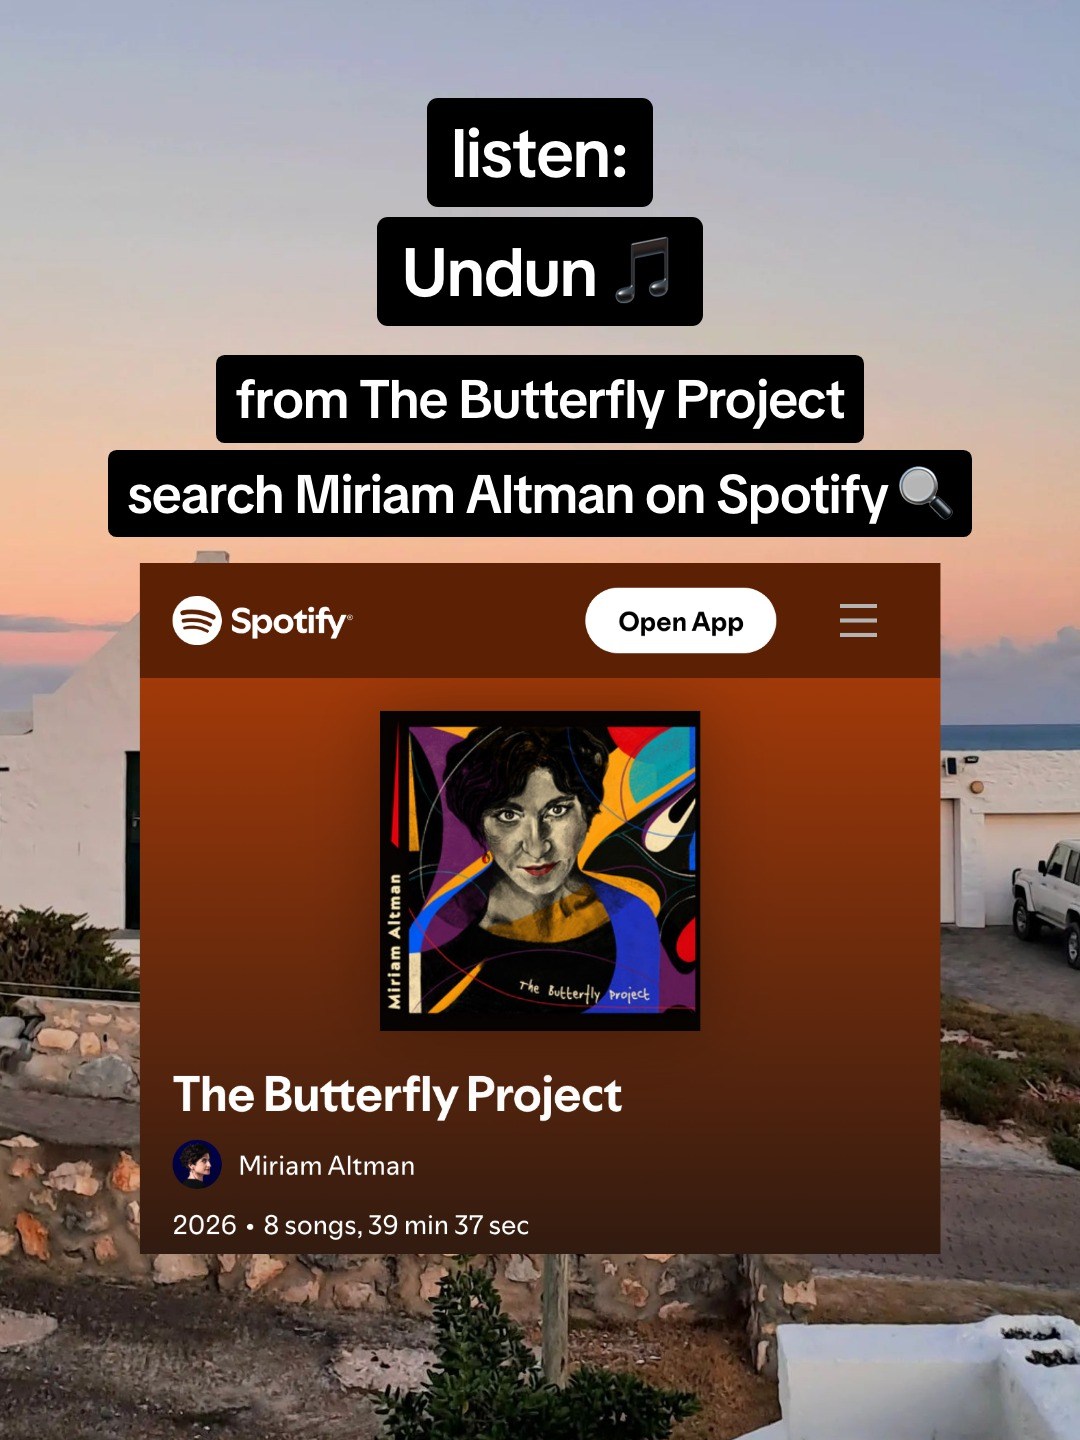 listen:
Undun 🎵
from The Butterfly Project
search Miriam Altman on Spotify 🔍
Spotify®
Open App
Miriam Altman
The Butterfly Project
The Butterfly Project
Miriam Altman
2026 • 8 songs, 39 min 37 sec